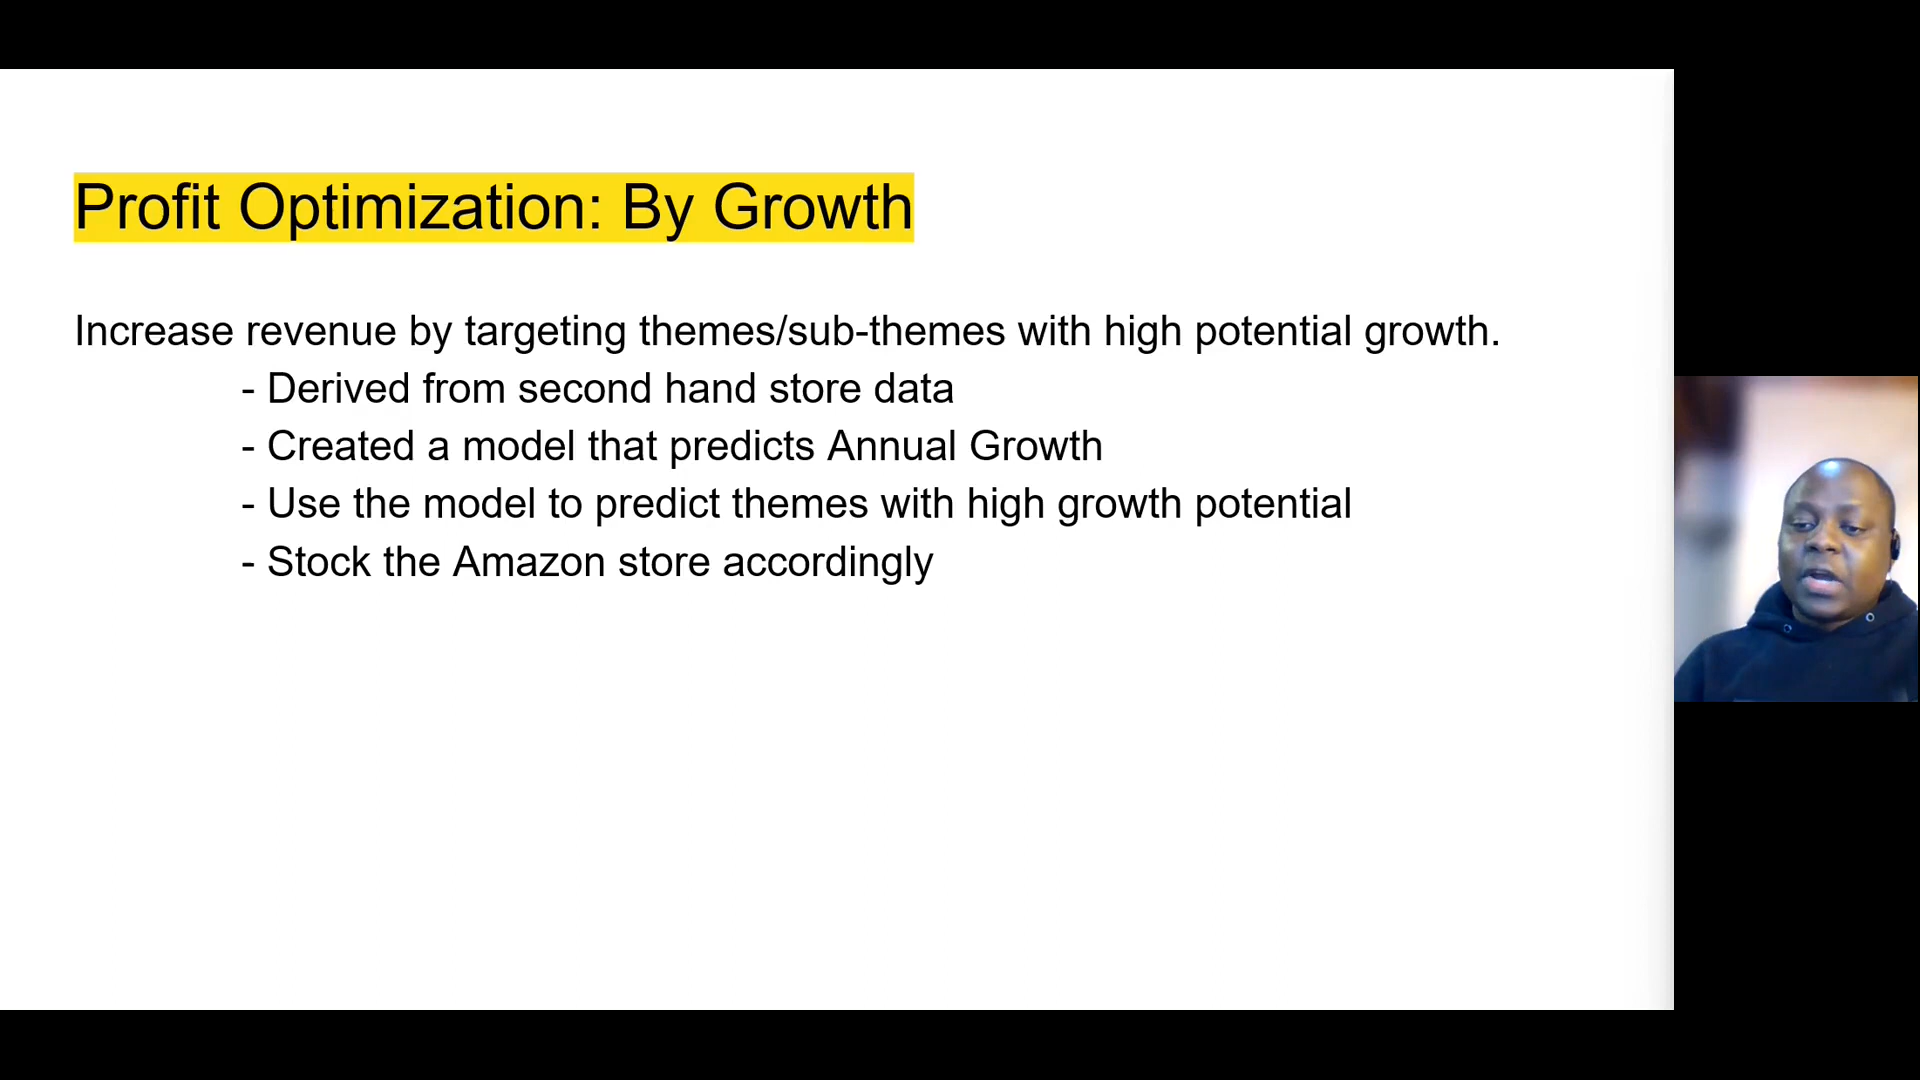 Profit Optimization: By Growth
Increase revenue by targeting themes/sub-themes with high potential growth.
- Derived from second hand store data
- Created a model that predicts Annual Growth
- Use the model to predict themes with high growth potential
- Stock the Amazon store accordingly